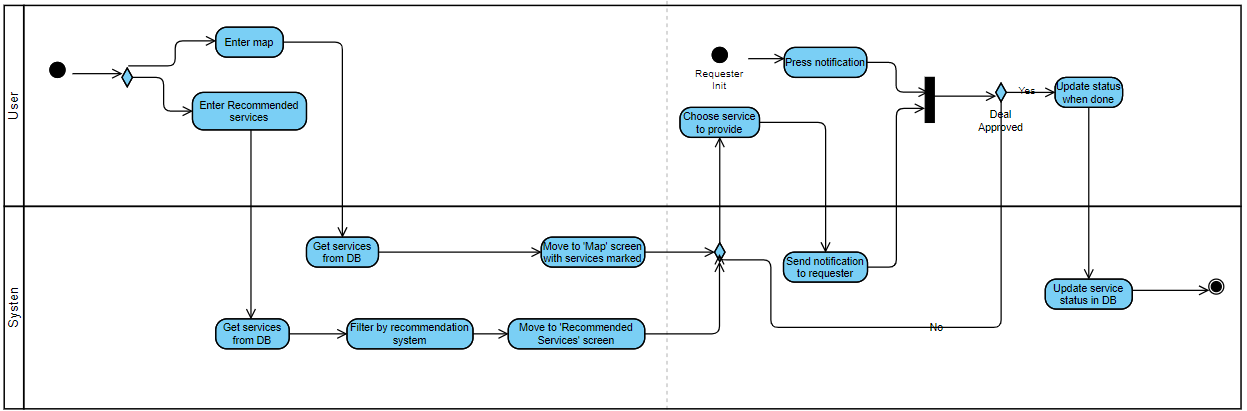 User
Enter map
Enter Recommended
services
Requester
Init
Press notification
Choose service
to provide
Deal
Approved
Yes
Update status
when done
Systen
Get services
from DB
Move to 'Map' screen
with services marked
Send notification
to requester
Update service
status in DB
Get services
from DB
Filter by recommendation
system
Move to 'Recommended
Services' screen
No